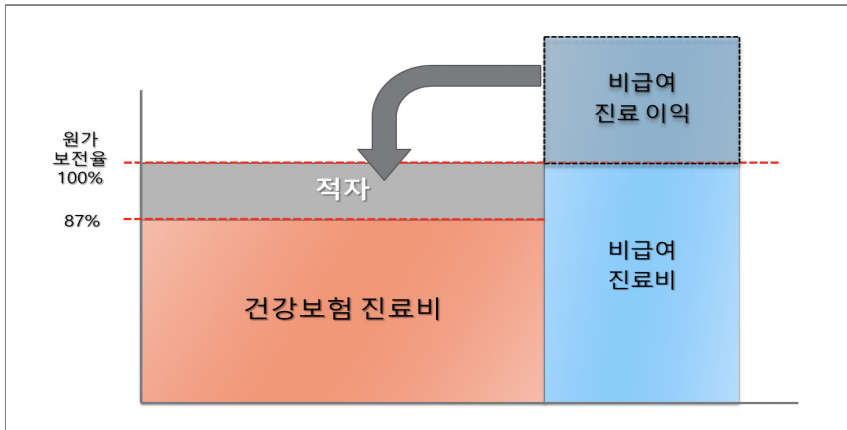 비급여
진료 이익
원가
보전율
100%
적자
87%
비급여
진료비
건강보험 진료비